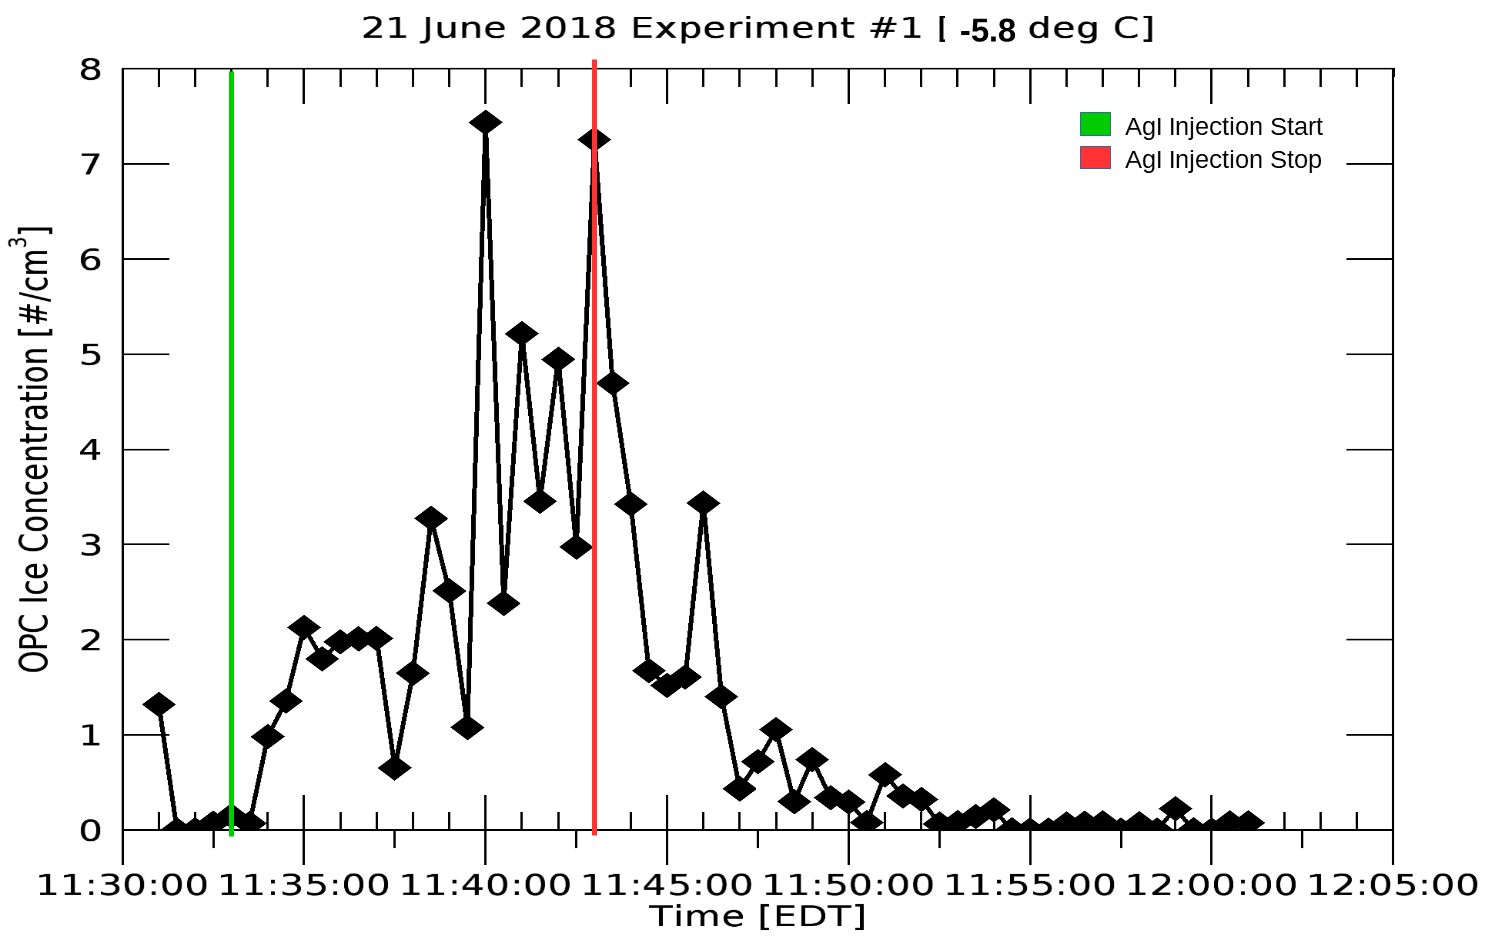 21 June 2018 Experiment #1 [ -5.8 deg C]
AgI Injection Start
AgI Injection Stop
OPC Ice Concentration [#/cm³]
8
7
6
5
4
3
2
1
0
11:30:00 11:35:00 11:40:00 11:45:00 11:50:00 11:55:00 12:00:00 12:05:00
Time [EDT]